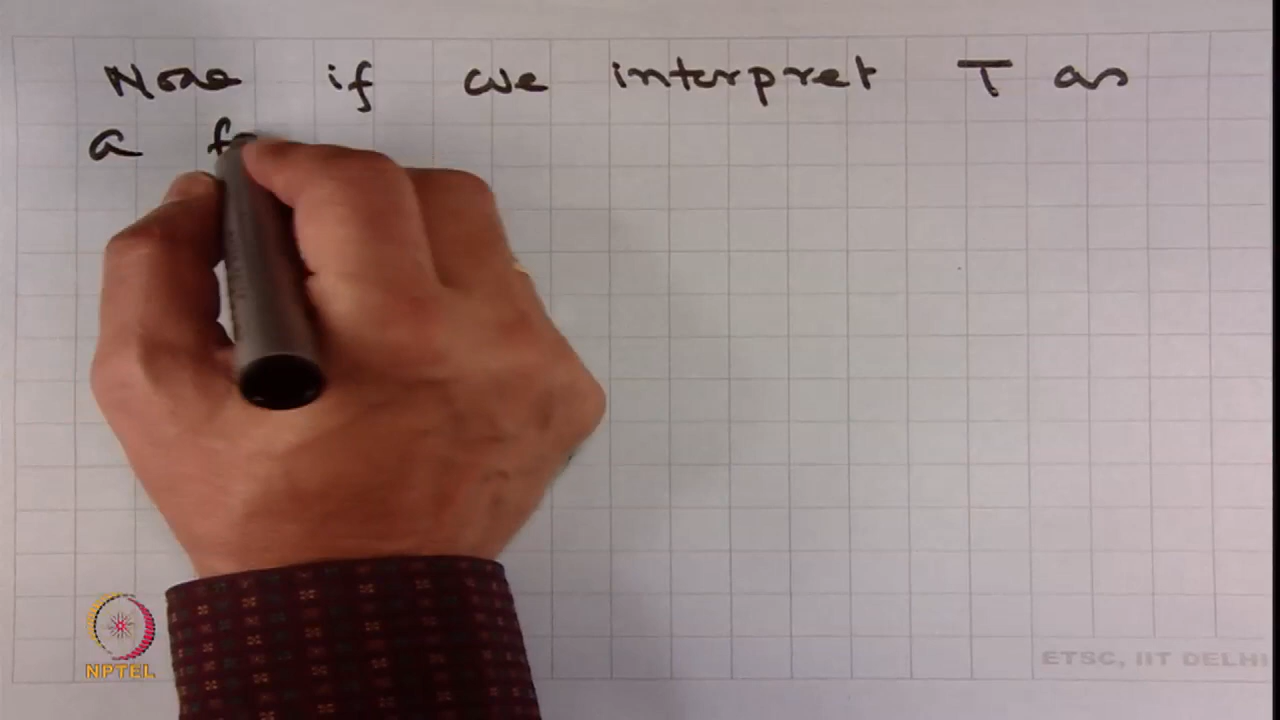 Now if we interpret T as
a f
NPTEL
ETSC, IIT DELHI